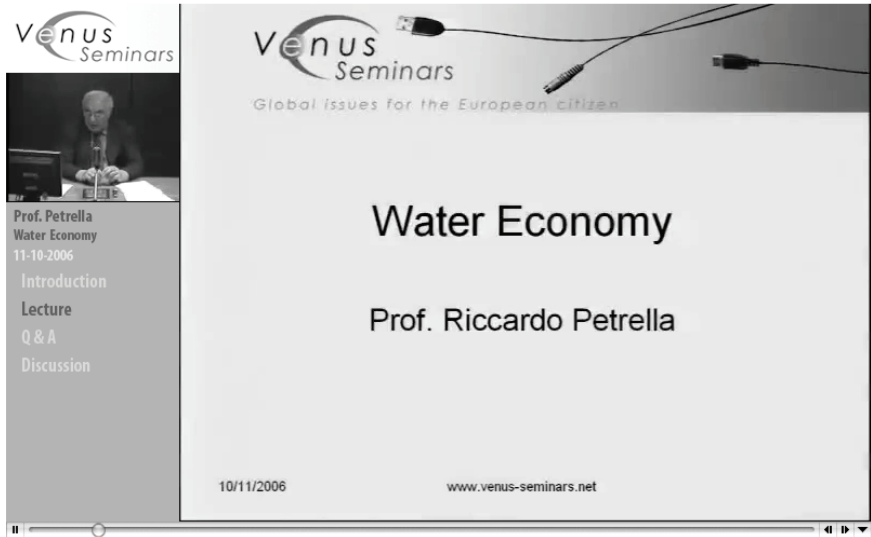 Venus
Seminars
Prof. Petrella
Water Economy
11-10-2006
Introduction
Lecture
Q & A
Discussion
Venus
Seminars
Global issues for the European citizen
Water Economy
Prof. Riccardo Petrella
10/11/2006
www.venus-seminars.net